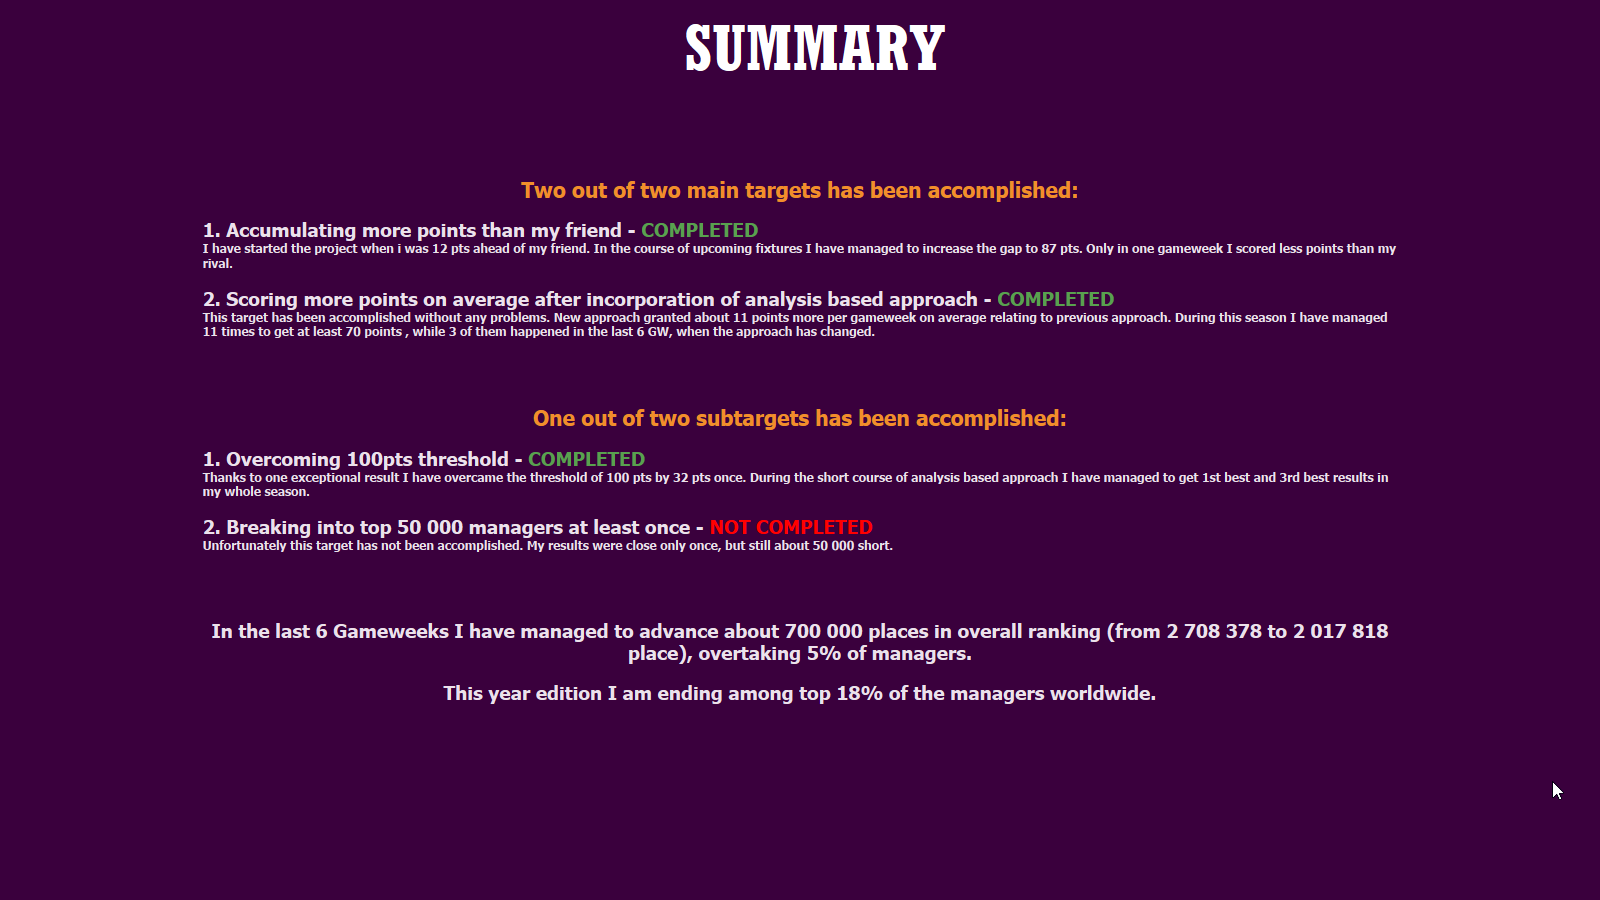 SUMMARY
Two out of two main targets has been accomplished:
1. Accumulating more points than my friend - COMPLETED
I have started the project when i was 12 pts ahead of my friend. In the course of upcoming fixtures I have managed to increase the gap to 87 pts. Only in one gameweek I scored less points than my
rival.
2. Scoring more points on average after incorporation of analysis based approach - COMPLETED
This target has been accomplished without any problems. New approach granted about 11 points more per gameweek on average relating to previous approach. During this season I have managed
11 times to get at least 70 points , while 3 of them happened in the last 6 GW, when the approach has changed.
One out of two subtargets has been accomplished:
1. Overcoming 100pts threshold - COMPLETED
Thanks to one exceptional result I have overcame the threshold of 100 pts by 32 pts once. During the short course of analysis based approach I have managed to get 1st best and 3rd best results in
my whole season.
2. Breaking into top 50 000 managers at least once - NOT COMPLETED
Unfortunately this target has not been accomplished. My results were close only once, but still about 50 000 short.
In the last 6 Gameweeks I have managed to advance about 700 000 places in overall ranking (from 2 708 378 to 2 017 818
place), overtaking 5% of managers.
This year edition I am ending among top 18% of the managers worldwide.